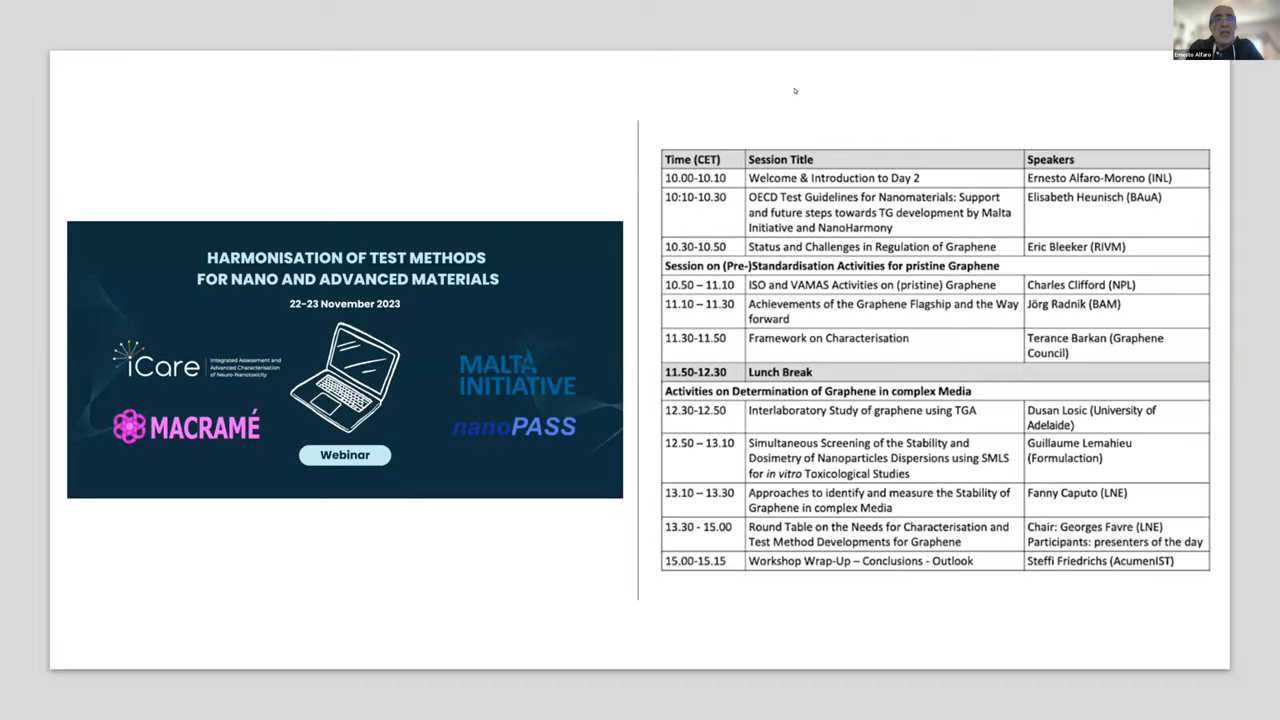 Ernesto Alfaro
HARMONISATION OF TEST METHODS
FOR NANO AND ADVANCED MATERIALS
22-23 November 2023
iCare
Integrated Assessment and
Advanced Characterisation
of Neuro-Nanotoxicity
MACRAMÉ
MALTA
INITIATIVE
nanoPASS
Webinar
Time (CET) Session Title Speakers
10.00-10.10 Welcome & Introduction to Day 2 Ernesto Alfaro-Moreno (INL)
10:10-10.30 OECD Test Guidelines for Nanomaterials: Support Elisabeth Heunisch (BAuA)
and future steps towards TG development by Malta
Initiative and NanoHarmony
10.30-10.50 Status and Challenges in Regulation of Graphene Eric Bleeker (RIVM)
Session on (Pre-)Standardisation Activities for pristine Graphene
10.50 – 11.10 ISO and VAMAS Activities on (pristine) Graphene Charles Clifford (NPL)
11.10 – 11.30 Achievements of the Graphene Flagship and the Way Jörg Radnik (BAM)
forward
11.30-11.50 Framework on Characterisation Terance Barkan (Graphene
Council)
11.50-12.30 Lunch Break
Activities on Determination of Graphene in complex Media
12.30-12.50 Interlaboratory Study of graphene using TGA Dusan Losic (University of
Adelaide)
12.50 – 13.10 Simultaneous Screening of the Stability and Guillaume Lemahieu
Dosimetry of Nanoparticles Dispersions using SMLS (Formulaction)
for in vitro Toxicological Studies
13.10 – 13.30 Approaches to identify and measure the Stability of Fanny Caputo (LNE)
Graphene in complex Media
13.30 - 15.00 Round Table on the Needs for Characterisation and Chair: Georges Favre (LNE)
Test Method Developments for Graphene Participants: presenters of the day
15.00-15.15 Workshop Wrap-Up – Conclusions - Outlook Steffi Friedrichs (AcumenIST)